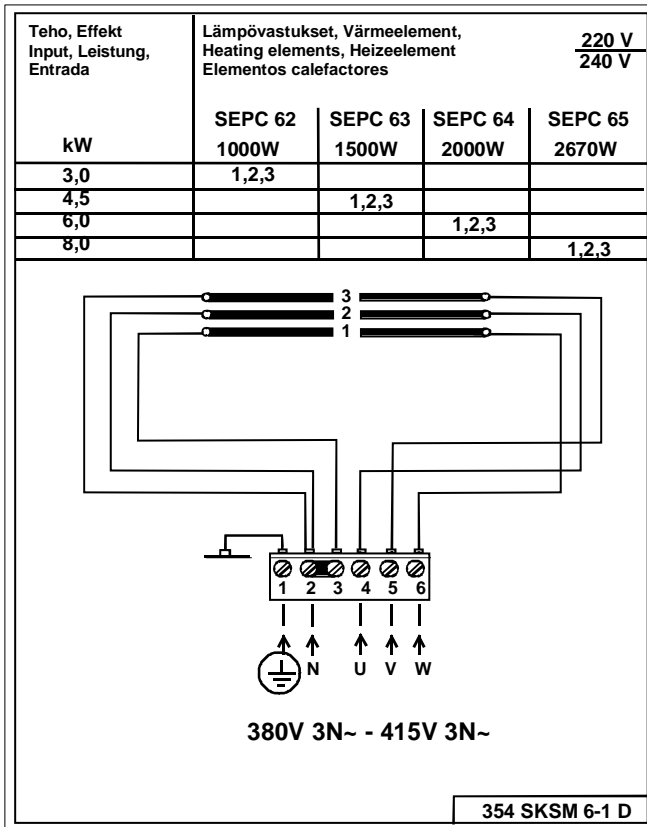 Teho, Effekt
Input, Leistung,
Entrada
Lämpövastukset, Värmeelement,
Heating elements, Heizeelement
Elementos calefactores
220 V
240 V
kW
SEPC 62
SEPC 63
SEPC 64
SEPC 65
1000W
1500W
2000W
2670W
3,0
1,2,3
4,5
1,2,3
6,0
1,2,3
8,0
1,2,3
3
2
1
1 2 3 4 5 6
N U V W
380V 3N~ - 415V 3N~
354 SKSM 6-1 D